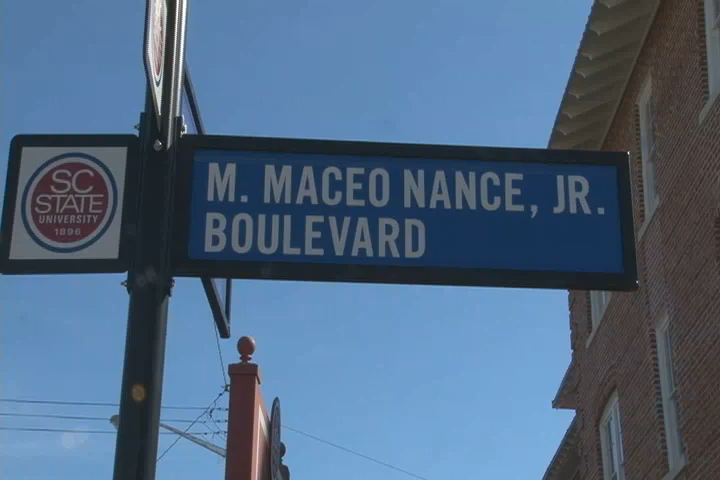 SC
STATE
UNIVERSITY
1896
M. MACEO NANCE, JR.
BOULEVARD